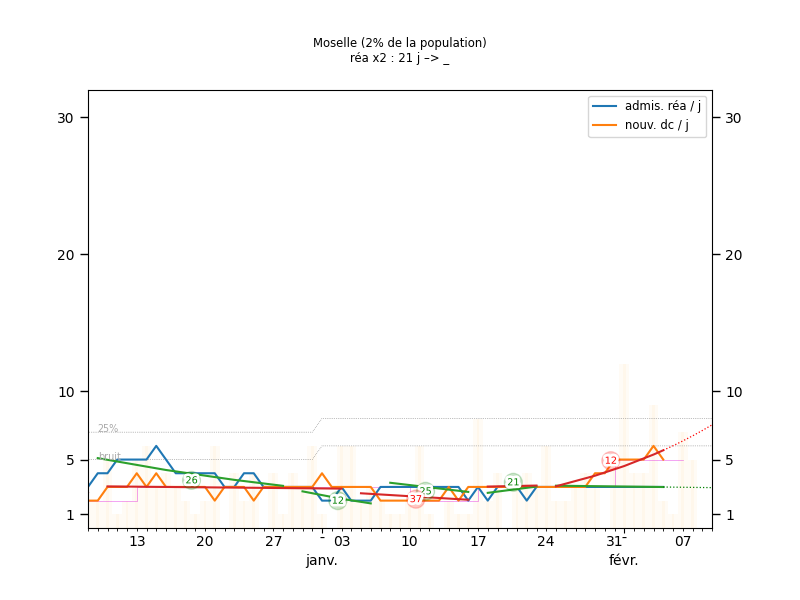 Moselle (2% de la population)
réa x2 : 21 j –> _
admis. réa / j
nouv. dc / j
30 30
20 20
10 10
25%
bruit
5 5
26
12
25
37
21
12
1 1
13 20 27 - 03 10 17 24 31- 07
janv. févr.